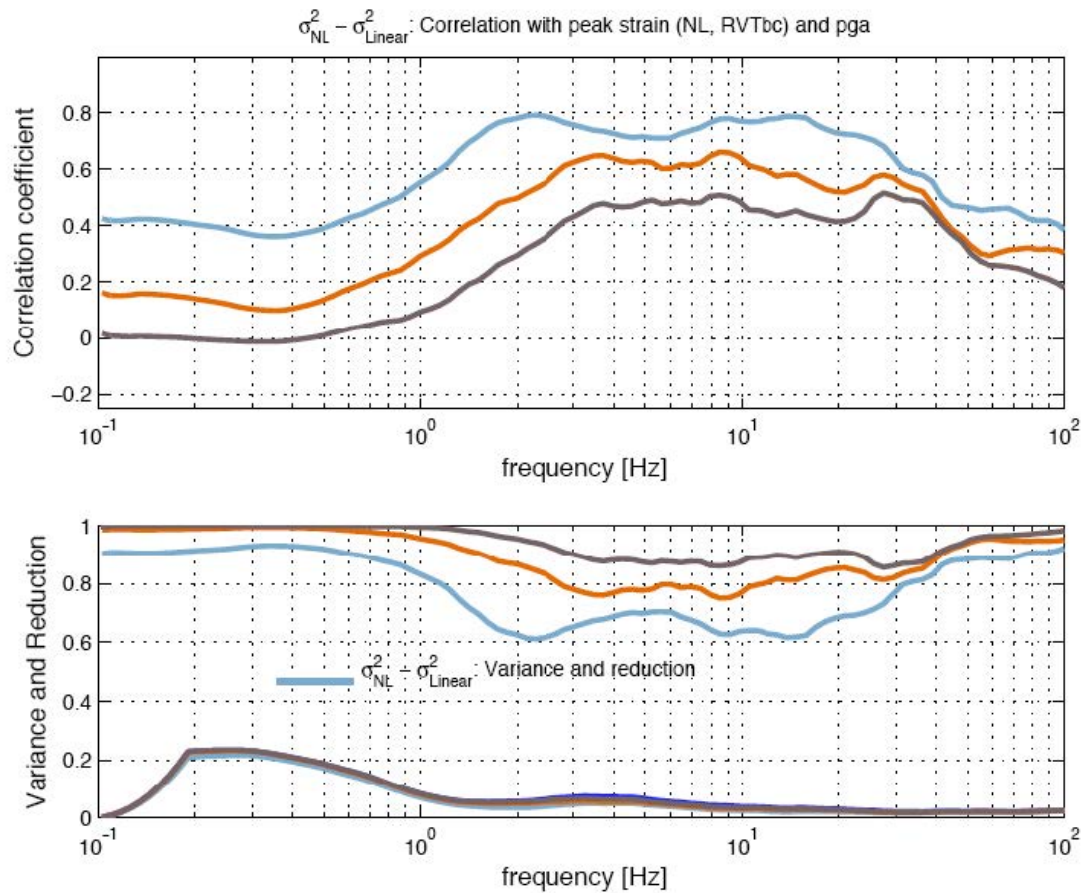 σ²NL − σ²Linear: Correlation with peak strain (NL, RVTbc) and pga
Correlation coefficient
0.8
0.6
0.4
0.2
0
−0.2
10⁻¹ 10⁰ 10¹ 10²
frequency [Hz]
Variance and Reduction
1
0.8
0.6
σ²NL − σ²Linear: Variance and reduction
0.4
0.2
0
10⁻¹ 10⁰ 10¹ 10²
frequency [Hz]